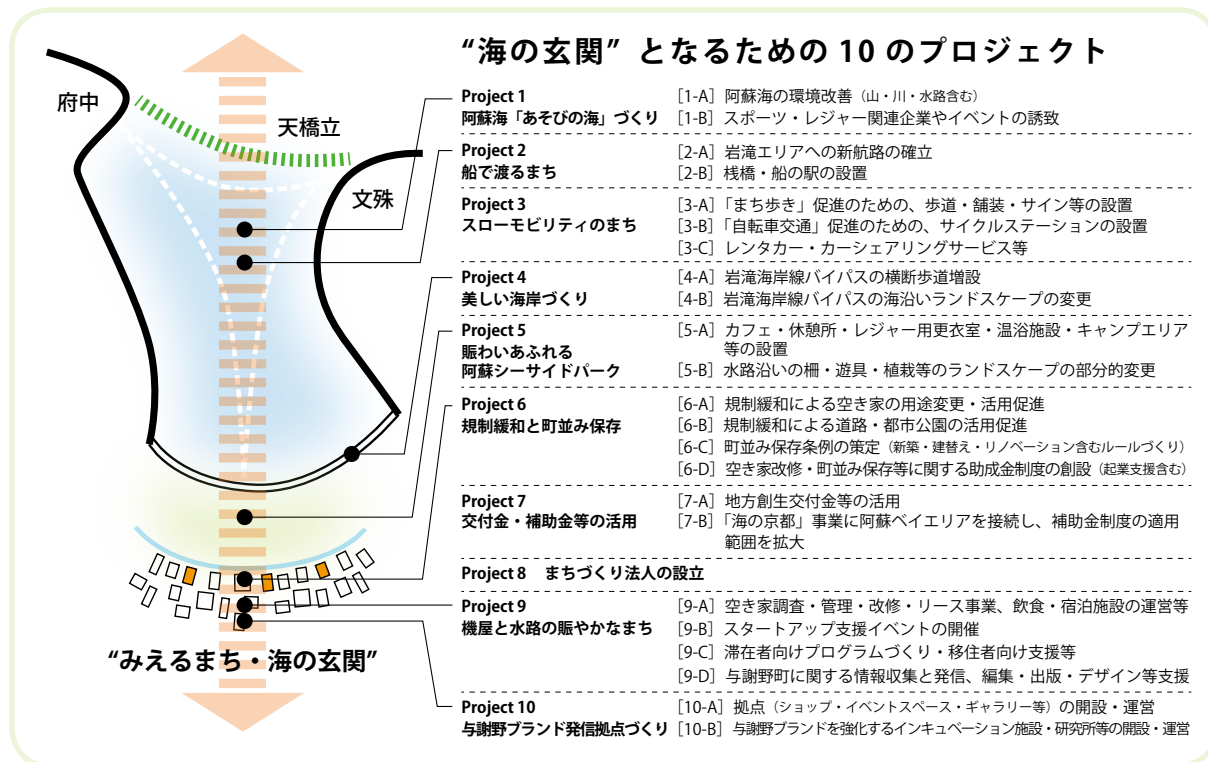 “海の玄関” となるための 10 のプロジェクト
府中
天橋立
文殊
“みえるまち・海の玄関”
Project 1
阿蘇海「あそびの海」づくり
［1-A］阿蘇海の環境改善（山・川・水路含む）
［1-B］スポーツ・レジャー関連企業やイベントの誘致
Project 2
船で渡るまち
［2-A］岩滝エリアへの新航路の確立
［2-B］桟橋・船の駅の設置
Project 3
スローモビリティのまち
［3-A］「まち歩き」促進のための、歩道・舗装・サイン等の設置
［3-B］「自転車交通」促進のための、サイクルステーションの設置
［3-C］レンタカー・カーシェアリングサービス等
Project 4
美しい海岸づくり
［4-A］岩滝海岸線バイパスの横断歩道増設
［4-B］岩滝海岸線バイパスの海沿いランドスケープの変更
Project 5
賑わいあふれる
阿蘇シーサイドパーク
［5-A］カフェ・休憩所・レジャー用更衣室・温浴施設・キャンプエリア
等の設置
［5-B］水路沿いの柵・遊具・植栽等のランドスケープの部分的変更
Project 6
規制緩和と町並み保存
［6-A］規制緩和による空き家の用途変更・活用促進
［6-B］規制緩和による道路・都市公園の活用促進
［6-C］町並み保存条例の策定（新築・建替え・リノベーション含むルールづくり）
［6-D］空き家改修・町並み保存等に関する助成金制度の創設（起業支援含む）
Project 7
交付金・補助金等の活用
［7-A］地方創生交付金等の活用
［7-B］「海の京都」事業に阿蘇ベイエリアを接続し、補助金制度の適用
範囲を拡大
Project 8 まちづくり法人の設立
Project 9
機屋と水路の賑やかなまち
［9-A］空き家調査・管理・改修・リース事業、飲食・宿泊施設の運営等
［9-B］スタートアップ支援イベントの開催
［9-C］滞在者向けプログラムづくり・移住者向け支援等
［9-D］与謝野町に関する情報収集と発信、編集・出版・デザイン等支援
Project 10
与謝野ブランド発信拠点づくり
［10-A］拠点（ショップ・イベントスペース・ギャラリー等）の開設・運営
［10-B］与謝野ブランドを強化するインキュベーション施設・研究所等の開設・運営